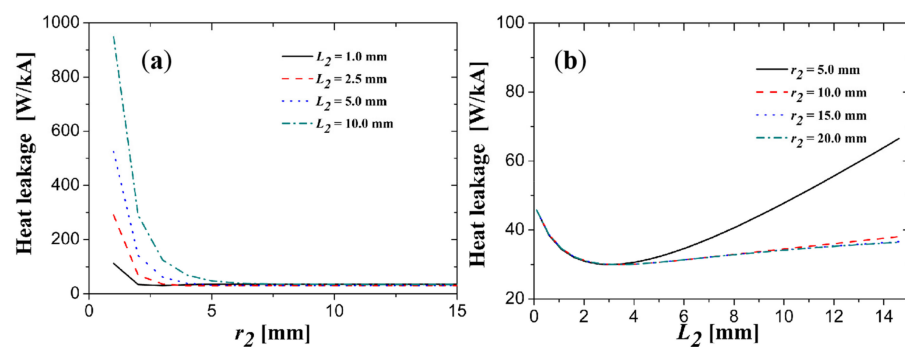 (a)
Heat leakage [W/kA]
1000
800
600
400
200
0
L2 = 1.0 mm
L2 = 2.5 mm
L2 = 5.0 mm
L2 = 10.0 mm
0 5 10 15
r2 [mm]
(b)
Heat leakage [W/kA]
100
80
60
40
20
r2 = 5.0 mm
r2 = 10.0 mm
r2 = 15.0 mm
r2 = 20.0 mm
0 2 4 6 8 10 12 14
L2 [mm]